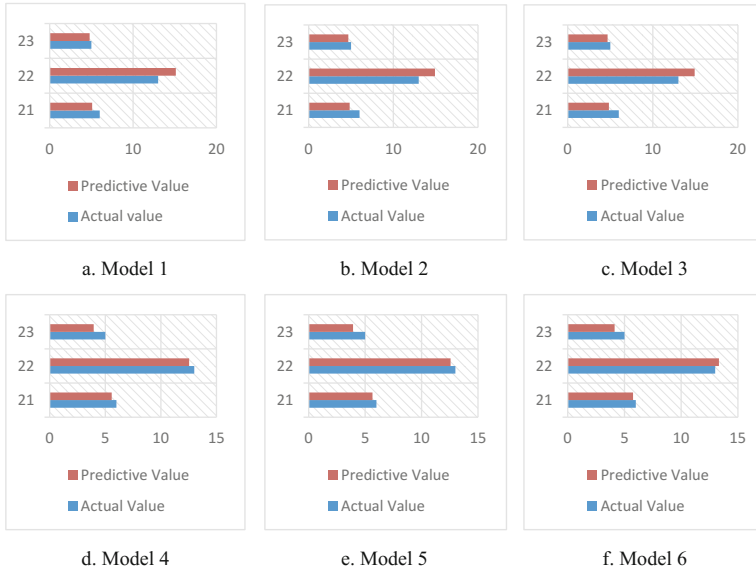 23
22
21
0 10 20
Predictive Value
Actual value
a. Model 1
23
22
21
0 10 20
Predictive Value
Actual Value
b. Model 2
23
22
21
0 10 20
Predictive Value
Actual Value
c. Model 3
23
22
21
0 5 10 15
Predictive Value
Actual Value
d. Model 4
23
22
21
0 5 10 15
Predictive Value
Actual Value
e. Model 5
23
22
21
0 5 10 15
Predictive Value
Actual Value
f. Model 6